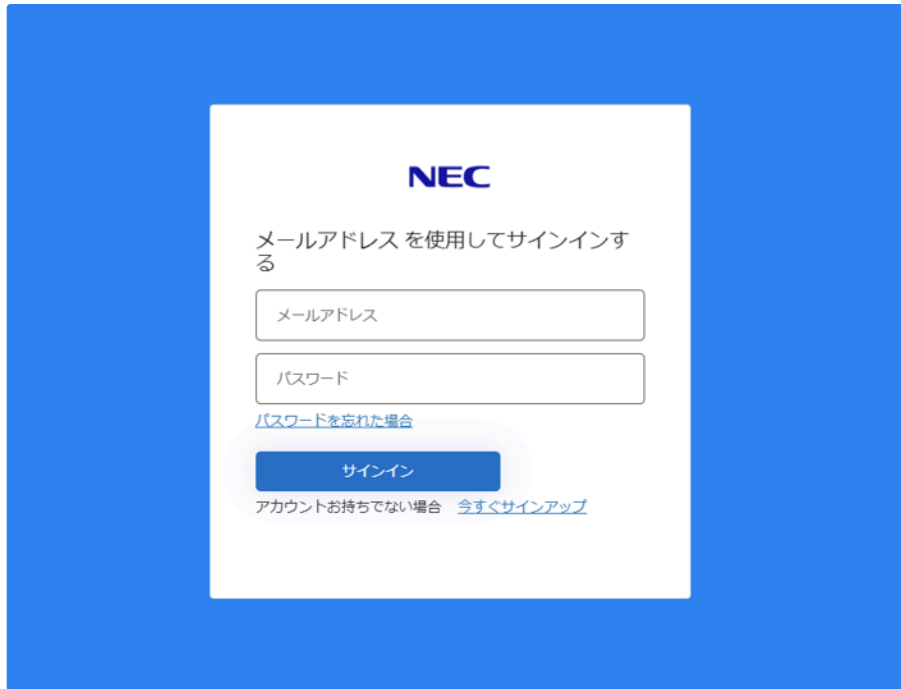 NEC
メールアドレス を使用してサインインす
る
メールアドレス
パスワード
パスワードを忘れた場合
サインイン
アカウントお持ちでない場合 今すぐサインアップ